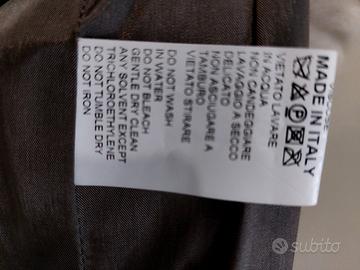 MADE IN ITALY
VIETATO LAVARE
IN ACQUA
NON CANDEGGIARE
LAVAGGIO A SECCO
DELICATO
NON ASCIUGARE A
TAMBURO
VIETATO STIRARE
DO NOT WASH
IN WATER
DO NOT BLEACH
GENTLE DRY CLEAN
ANY SOLVENT EXCEPT
TRICHLOROETHYLENE
DO NOT TUMBLE DRY
DO NOT IRON
subito